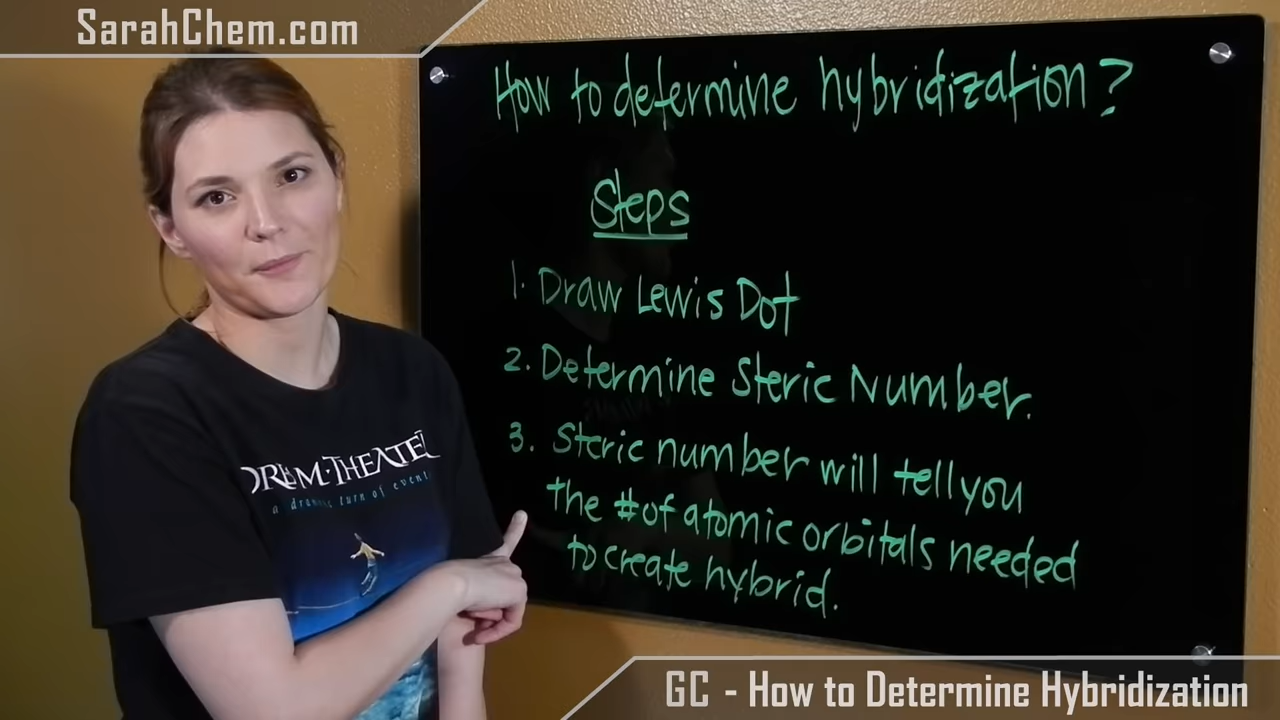 SarahChem.com
How to determine hybridization?
Steps
1. Draw Lewis Dot
2. Determine Steric Number.
3. Steric number will tell you
the # of atomic orbitals needed
to create hybrid.
DREAM THEATER
a dramatic turn of events
GC - How to Determine Hybridization